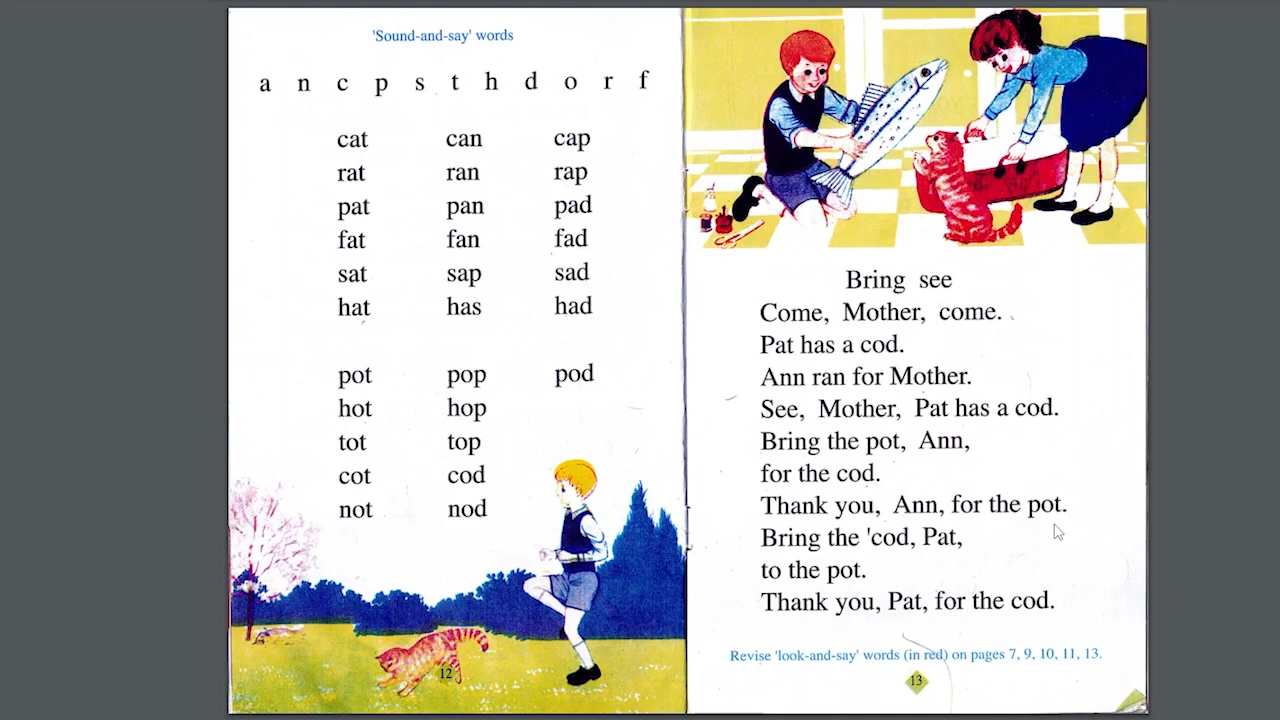 'Sound-and-say' words
a n c p s t h d o r f
cat can cap
rat ran rap
pat pan pad
fat fan fad
sat sap sad
hat has had
pot pop pod
hot hop
tot top
cot cod
not nod
12
Bring see
Come, Mother, come.
Pat has a cod.
Ann ran for Mother.
See, Mother, Pat has a cod.
Bring the pot, Ann,
for the cod.
Thank you, Ann, for the pot.
Bring the 'cod, Pat,
to the pot.
Thank you, Pat, for the cod.
Revise 'look-and-say' words (in red) on pages 7, 9, 10, 11, 13.
13